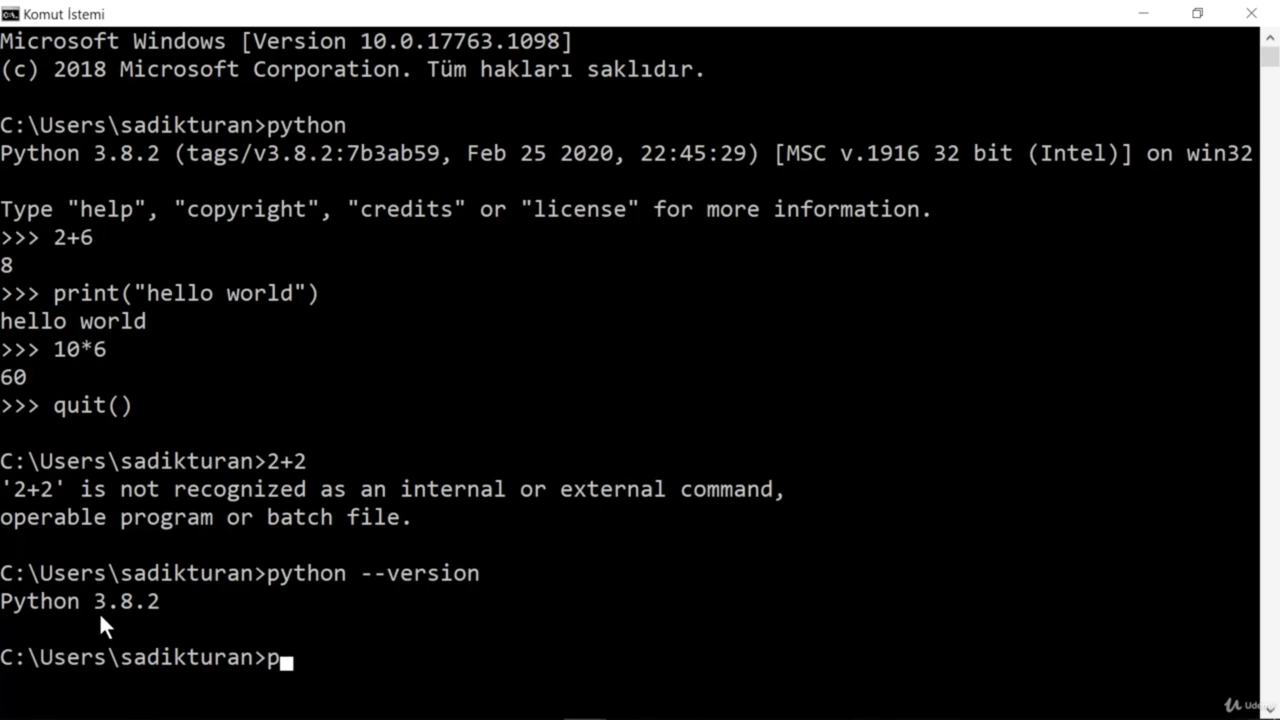 Komut İstemi
Microsoft Windows [Version 10.0.17763.1098]
(c) 2018 Microsoft Corporation. Tüm hakları saklıdır.
C:\Users\sadikturan>python
Python 3.8.2 (tags/v3.8.2:7b3ab59, Feb 25 2020, 22:45:29) [MSC v.1916 32 bit (Intel)] on win32
Type "help", "copyright", "credits" or "license" for more information.
>>> 2+6
8
>>> print("hello world")
hello world
>>> 10*6
60
>>> quit()
C:\Users\sadikturan>2+2
'2+2' is not recognized as an internal or external command,
operable program or batch file.
C:\Users\sadikturan>python --version
Python 3.8.2
C:\Users\sadikturan>p